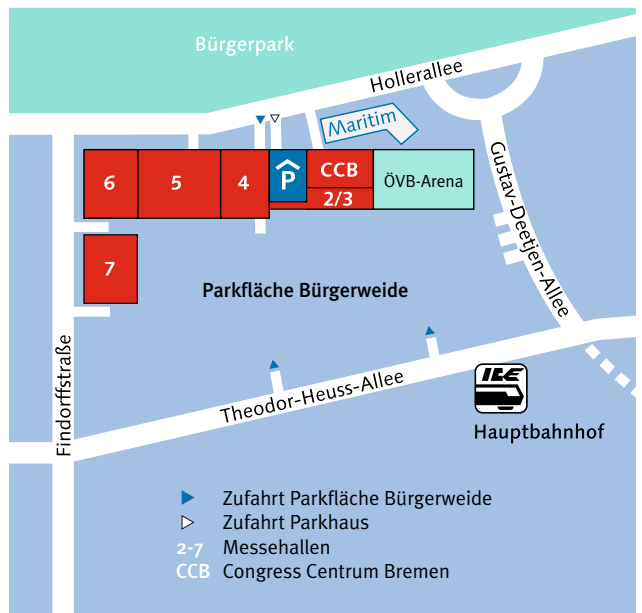 Bürgerpark
Hollerallee
Maritim
6
5
4
P
CCB
2/3
ÖVB-Arena
7
Gustav-Deetjen-Allee
Parkfläche Bürgerweide
Findorffstraße
Theodor-Heuss-Allee
ICE
Hauptbahnhof
Zufahrt Parkfläche Bürgerweide
Zufahrt Parkhaus
2-7 Messehallen
CCB Congress Centrum Bremen